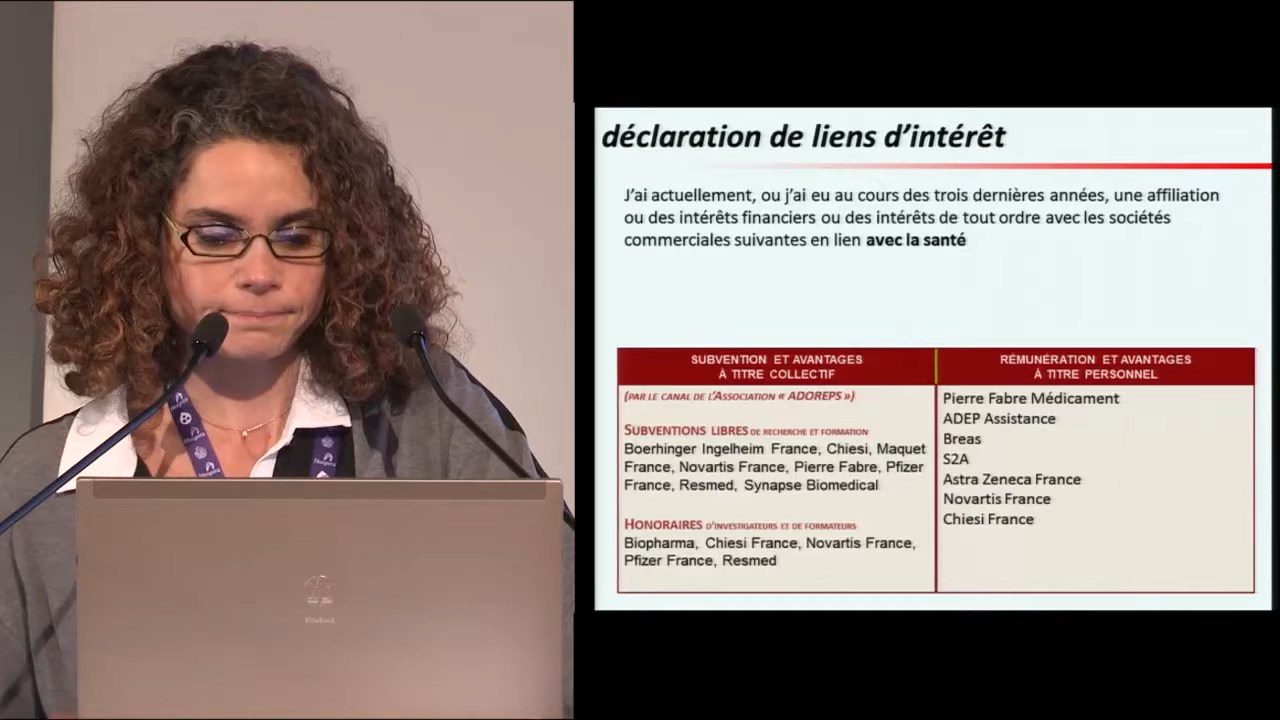 déclaration de liens d’intérêt
J’ai actuellement, ou j’ai eu au cours des trois dernières années, une affiliation
ou des intérêts financiers ou des intérêts de tout ordre avec les sociétés
commerciales suivantes en lien avec la santé
SUBVENTION ET AVANTAGES
À TITRE COLLECTIF
(PAR LE CANAL DE L’ASSOCIATION « ADOREPS »)
SUBVENTIONS LIBRES DE RECHERCHE ET FORMATION
Boerhinger Ingelheim France, Chiesi, Maquet
France, Novartis France, Pierre Fabre, Pfizer
France, Resmed, Synapse Biomedical
HONORAIRES D’INVESTIGATEURS ET DE FORMATEURS
Biopharma, Chiesi France, Novartis France,
Pfizer France, Resmed
RÉMUNÉRATION ET AVANTAGES
À TITRE PERSONNEL
Pierre Fabre Médicament
ADEP Assistance
Breas
S2A
Astra Zeneca France
Novartis France
Chiesi France